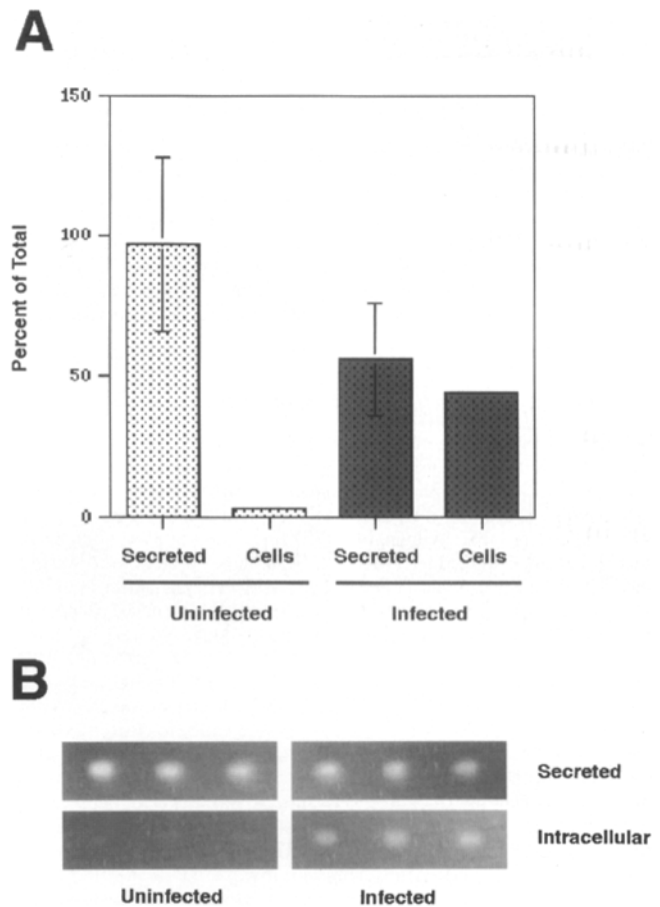 A
150
100
50
0
Percent of Total
Secreted Cells Secreted Cells
Uninfected Infected
B
Secreted
Intracellular
Uninfected Infected